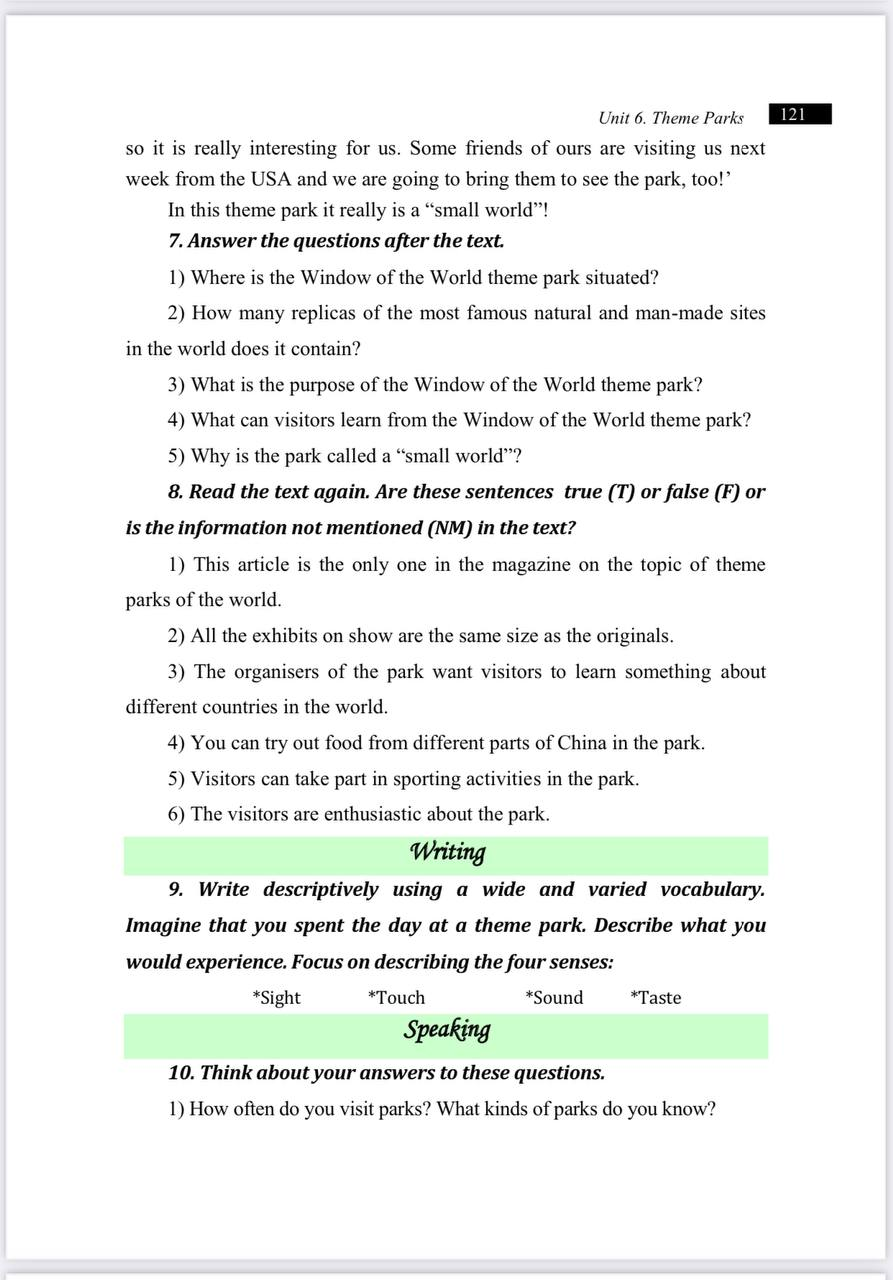 Unit 6. Theme Parks 121
so it is really interesting for us. Some friends of ours are visiting us next
week from the USA and we are going to bring them to see the park, too!’
In this theme park it really is a “small world”!
7. Answer the questions after the text.
1) Where is the Window of the World theme park situated?
2) How many replicas of the most famous natural and man-made sites
in the world does it contain?
3) What is the purpose of the Window of the World theme park?
4) What can visitors learn from the Window of the World theme park?
5) Why is the park called a “small world”?
8. Read the text again. Are these sentences true (T) or false (F) or
is the information not mentioned (NM) in the text?
1) This article is the only one in the magazine on the topic of theme
parks of the world.
2) All the exhibits on show are the same size as the originals.
3) The organisers of the park want visitors to learn something about
different countries in the world.
4) You can try out food from different parts of China in the park.
5) Visitors can take part in sporting activities in the park.
6) The visitors are enthusiastic about the park.
Writing
9. Write descriptively using a wide and varied vocabulary.
Imagine that you spent the day at a theme park. Describe what you
would experience. Focus on describing the four senses:
*Sight *Touch *Sound *Taste
Speaking
10. Think about your answers to these questions.
1) How often do you visit parks? What kinds of parks do you know?